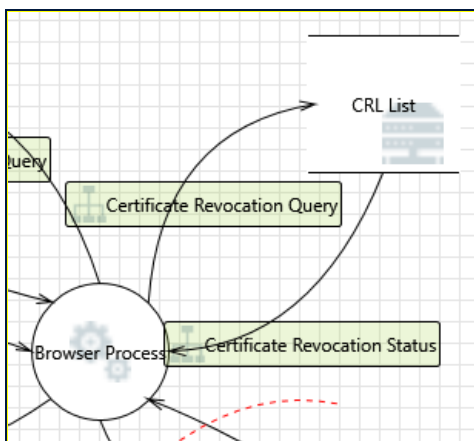 CRL List
Query
Certificate Revocation Query
Browser Process
Certificate Revocation Status